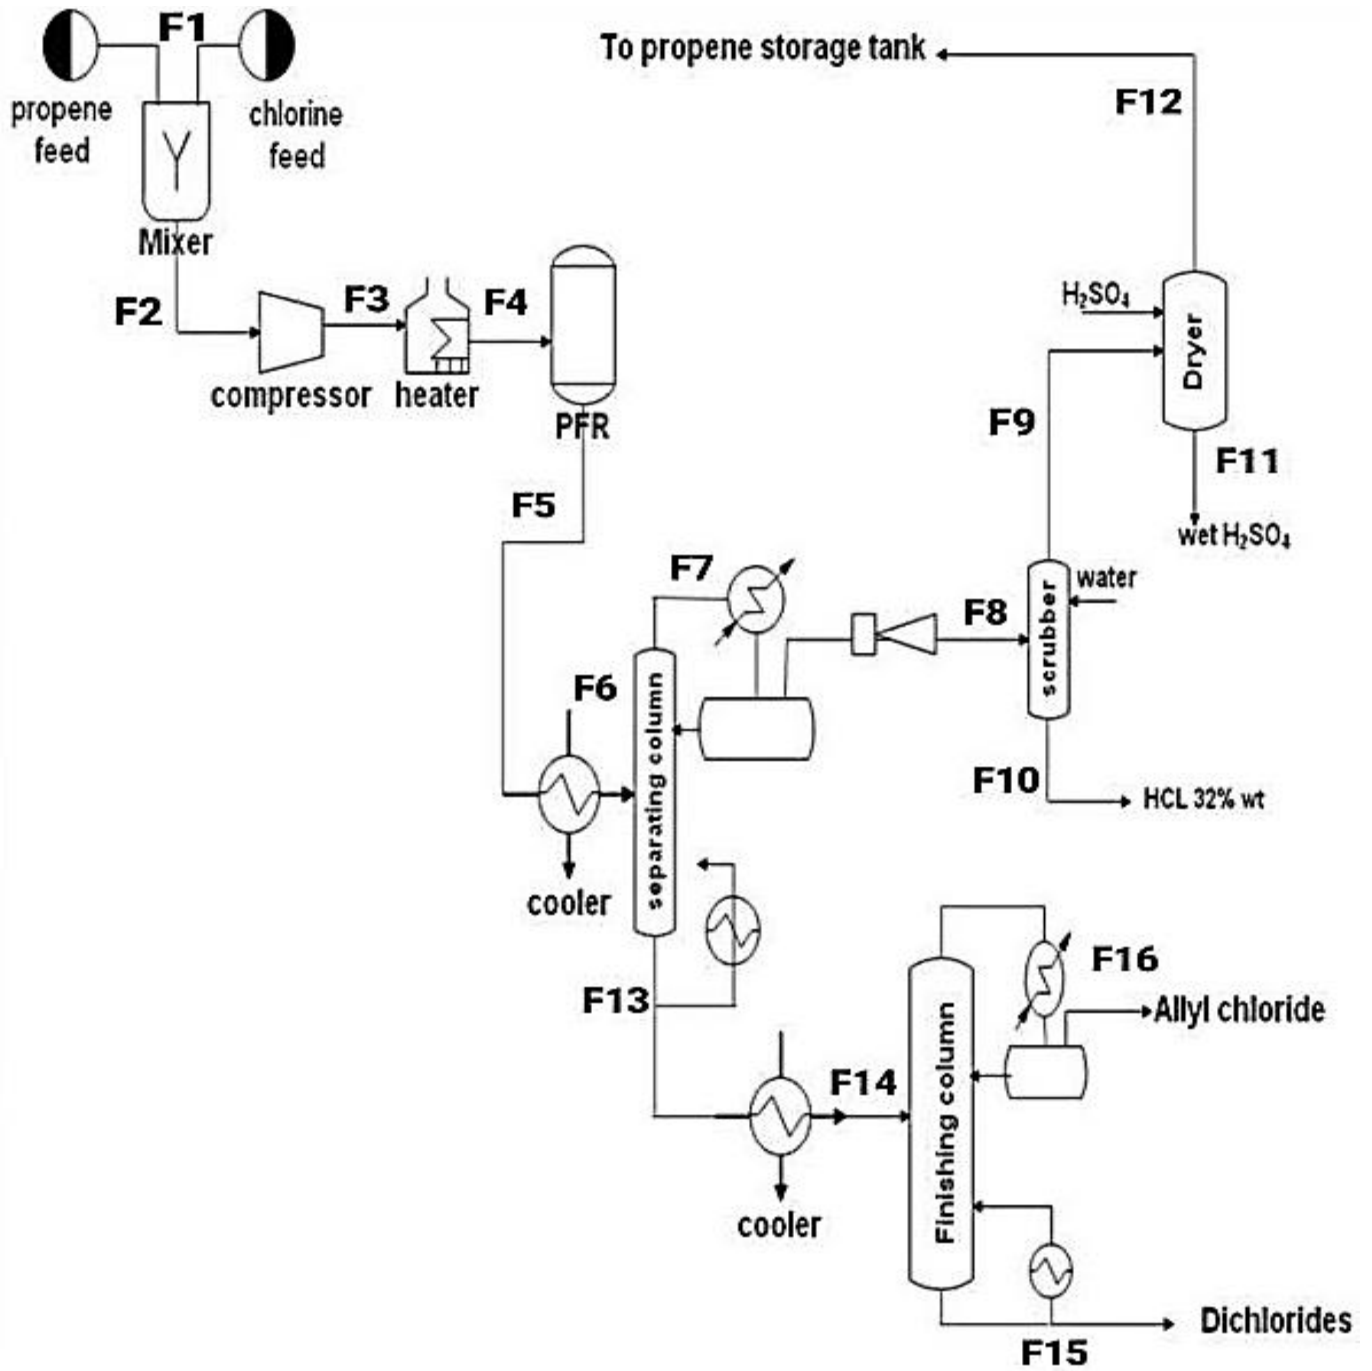 F1
propene
feed
chlorine
feed
Mixer
To propene storage tank
F12
F2
F3
F4
compressor
heater
PFR
H₂SO₄
Dryer
F9
F11
wet H₂SO₄
F5
F7
F8
water
scrubber
F6
separating column
F10
HCL 32% wt
cooler
F13
F16
Allyl chloride
F14
Finishing column
cooler
Dichlorides
F15